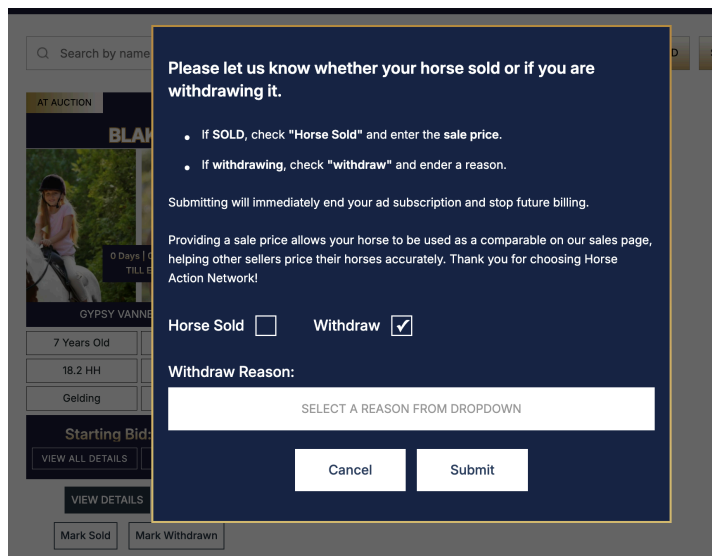 Search by name
D
S
AT AUCTION
BLAK
0 Days | 0
TILL E
GYPSY VANNE
7 Years Old
18.2 HH
Gelding
Starting Bid:
VIEW ALL DETAILS
VIEW DETAILS
Mark Sold
Mark Withdrawn
Please let us know whether your horse sold or if you are
withdrawing it.
If SOLD, check "Horse Sold" and enter the sale price.
If withdrawing, check "withdraw" and ender a reason.
Submitting will immediately end your ad subscription and stop future billing.
Providing a sale price allows your horse to be used as a comparable on our sales page,
helping other sellers price their horses accurately. Thank you for choosing Horse
Action Network!
Horse Sold Withdraw
Withdraw Reason:
SELECT A REASON FROM DROPDOWN
Cancel Submit